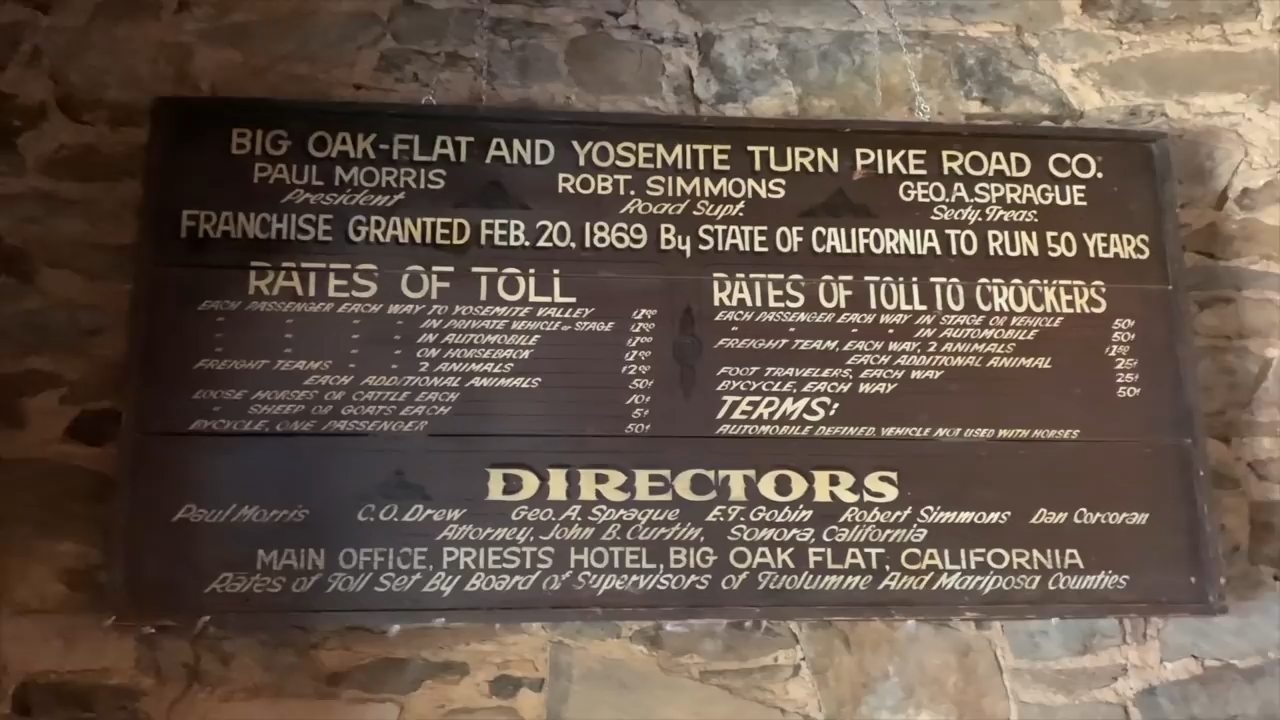 BIG OAK-FLAT AND YOSEMITE TURN PIKE ROAD CO.
PAUL MORRIS ROBT. SIMMONS GEO.A.SPRAGUE
President Road Supt. Secty.Treas.
FRANCHISE GRANTED FEB. 20, 1869 By STATE OF CALIFORNIA TO RUN 50 YEARS
RATES OF TOLL
EACH PASSENGER EACH WAY TO YOSEMITE VALLEY $1.00
" " " " IN PRIVATE VEHICLE or STAGE $1.00
" " " " IN AUTOMOBILE $1.00
" " " " ON HORSEBACK $1.00
FREIGHT TEAMS " " 2 ANIMALS $2.00
EACH ADDITIONAL ANIMALS 50¢
LOOSE HORSES OR CATTLE EACH 10¢
" SHEEP OR GOATS EACH 5¢
BYCYCLE, ONE PASSENGER 50¢
RATES OF TOLL TO CROCKERS
EACH PASSENGER EACH WAY IN STAGE OR VEHICLE 50¢
" " " " IN AUTOMOBILE 50¢
FREIGHT TEAM, EACH WAY, 2 ANIMALS
EACH ADDITIONAL ANIMAL 25¢
FOOT TRAVELERS, EACH WAY 25¢
BYCYCLE, EACH WAY 50¢
TERMS:
AUTOMOBILE DEFINED, VEHICLE NOT USED WITH HORSES
DIRECTORS
Paul Morris C.O. Drew Geo. A. Sprague E.T. Gobin Robert Simmons Dan Corcoran
Attorney, John B. Curtin, Sonora, California
MAIN OFFICE, PRIESTS HOTEL, BIG OAK FLAT, CALIFORNIA
Rates of Toll Set By Board of Supervisors of Tuolumne And Mariposa Counties